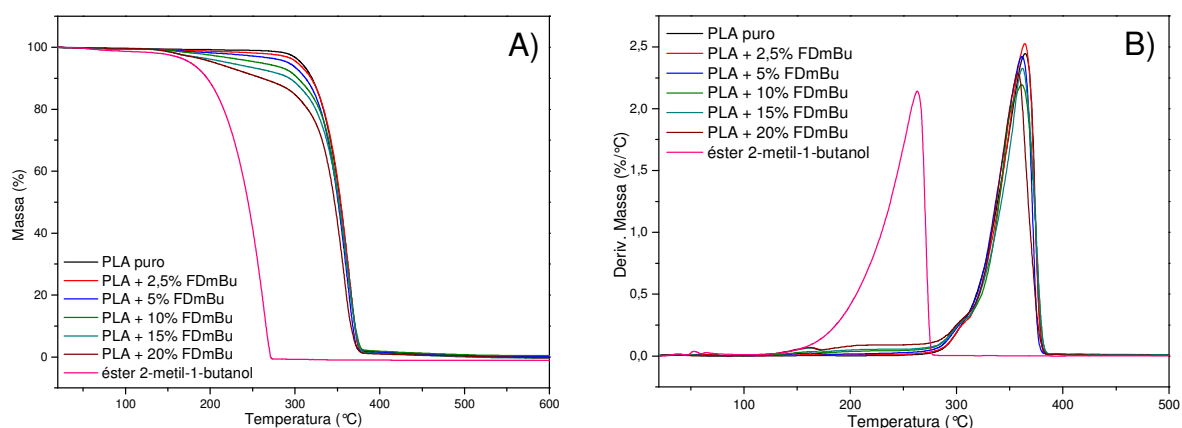 A)
Massa (%)
100
80
60
40
20
0
PLA puro
PLA + 2,5% FDmBu
PLA + 5% FDmBu
PLA + 10% FDmBu
PLA + 15% FDmBu
PLA + 20% FDmBu
éster 2-metil-1-butanol
100 200 300 400 500 600
Temperatura (°C)
B)
Deriv. Massa (%/°C)
2,5
2,0
1,5
1,0
0,5
0,0
PLA puro
PLA + 2,5% FDmBu
PLA + 5% FDmBu
PLA + 10% FDmBu
PLA + 15% FDmBu
PLA + 20% FDmBu
éster 2-metil-1-butanol
100 200 300 400 500
Temperatura (°C)